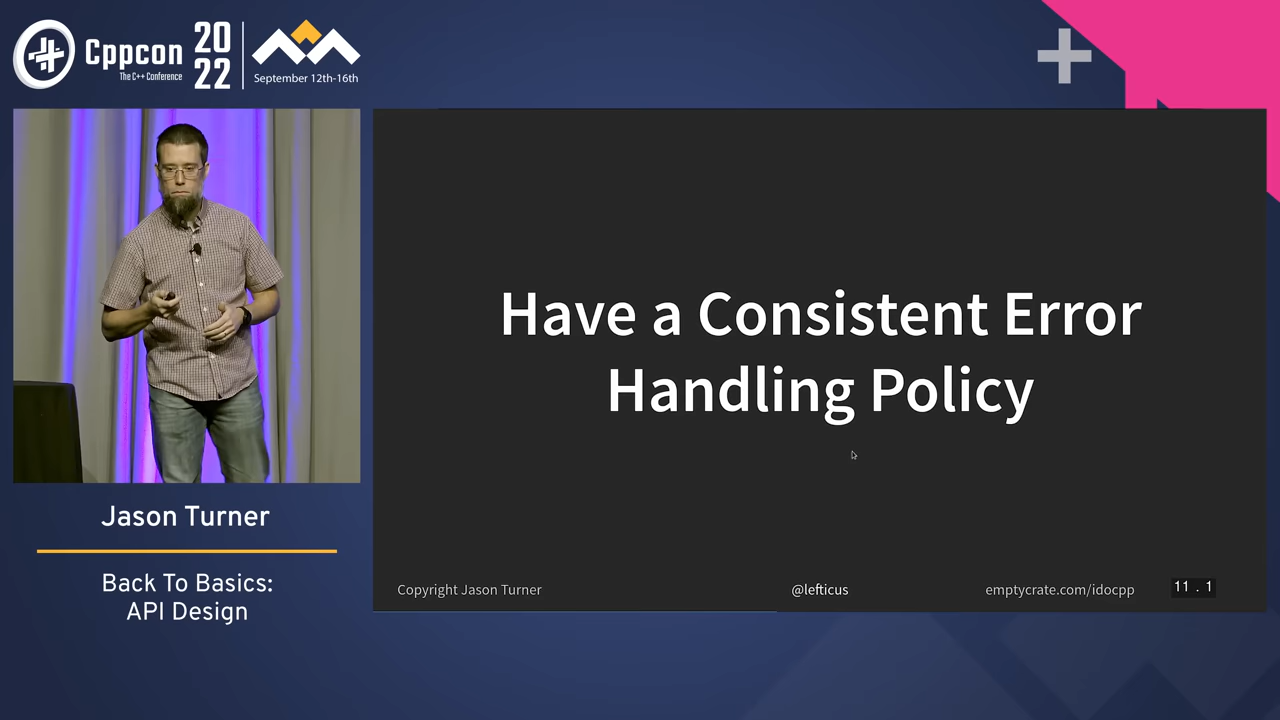 Cppcon
The C++ Conference
20
22
September 12th-16th
Have a Consistent Error
Handling Policy
Jason Turner
Back To Basics:
API Design
Copyright Jason Turner
@lefticus
emptycrate.com/idocpp
11 . 1